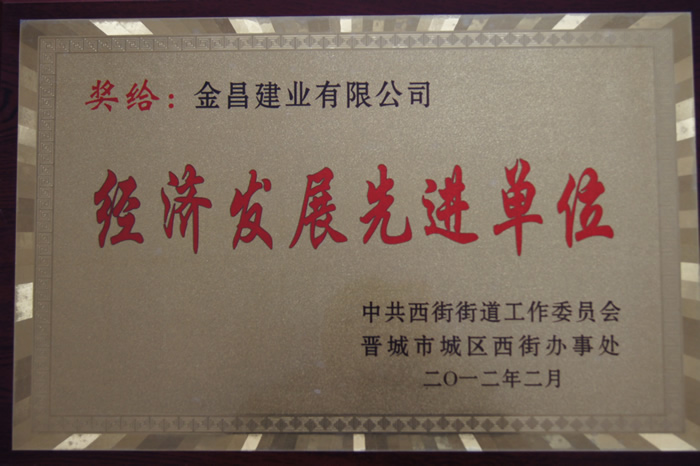 奖给：金昌建业有限公司
经济发展先进单位
中共西街街道工作委员会
晋城市城区西街办事处
二〇一二年二月